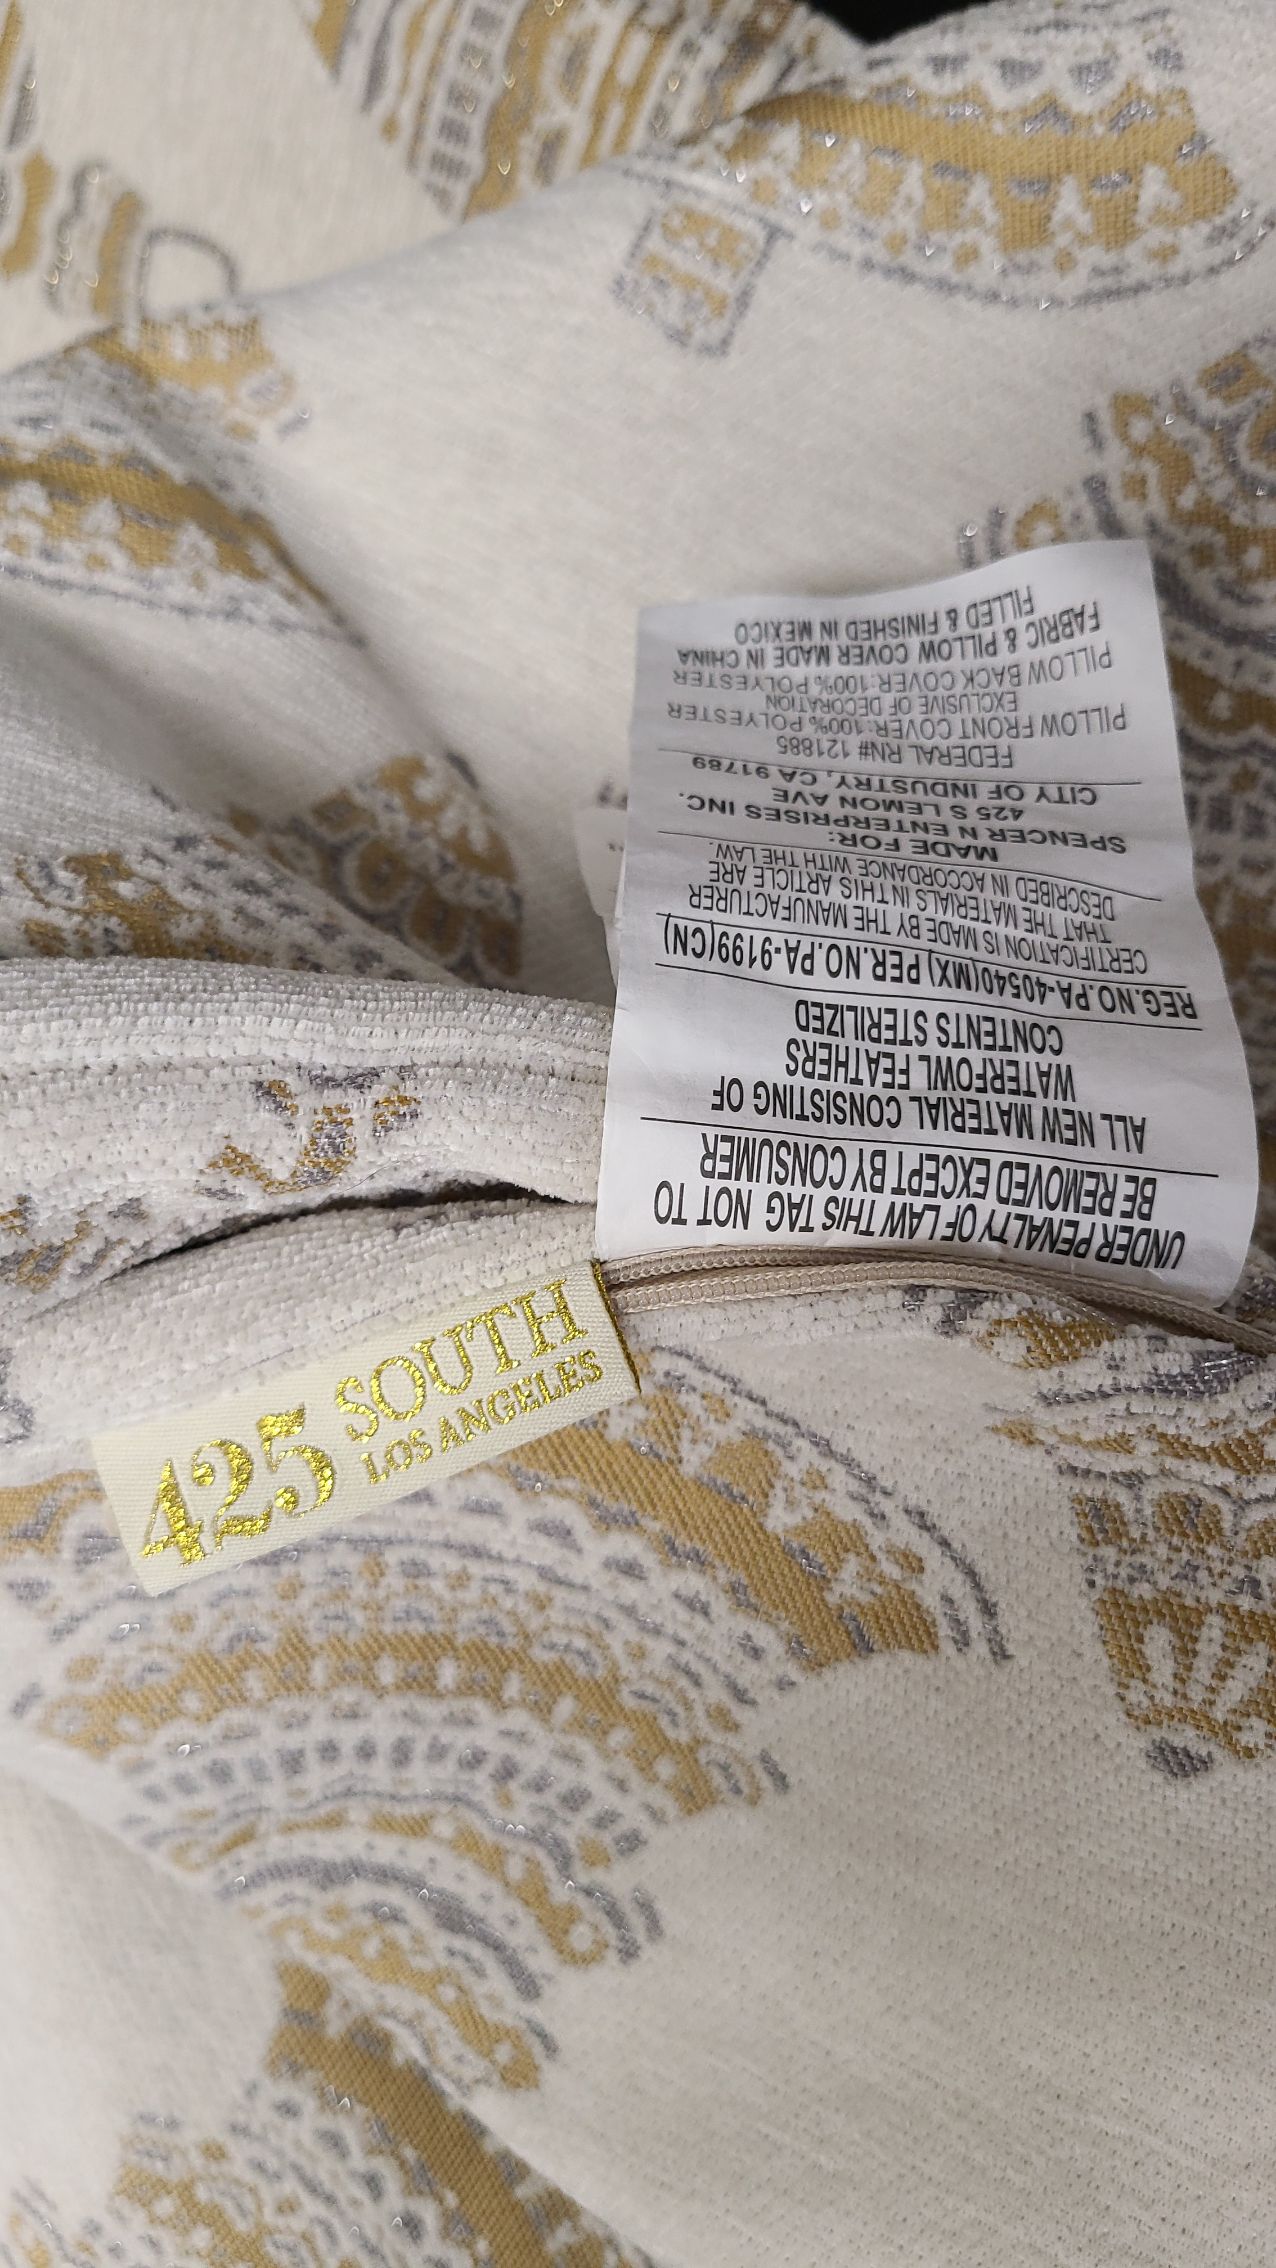 UNDER PENALTY OF LAW THIS TAG NOT TO
BE REMOVED EXCEPT BY CONSUMER
ALL NEW MATERIAL CONSISTING OF
WATERFOWL FEATHERS
CONTENTS STERILIZED
REG.NO.PA-40540(MX) PER.NO.PA-9199(CN)
CERTIFICATION IS MADE BY THE MANUFACTURER
THAT THE MATERIALS IN THIS ARTICLE ARE
DESCRIBED IN ACCORDANCE WITH THE LAW.
MADE FOR:
SPENCER N ENTERPRISES INC.
425 S LEMON AVE
CITY OF INDUSTRY, CA 91789
FEDERAL RN# 121885
PILLOW FRONT COVER:100% POLYESTER
EXCLUSIVE OF DECORATION
PILLOW BACK COVER:100% POLYESTER
FABRIC & PILLOW COVER MADE IN CHINA
FILLED & FINISHED IN MEXICO
425 SOUTH
LOS ANGELES